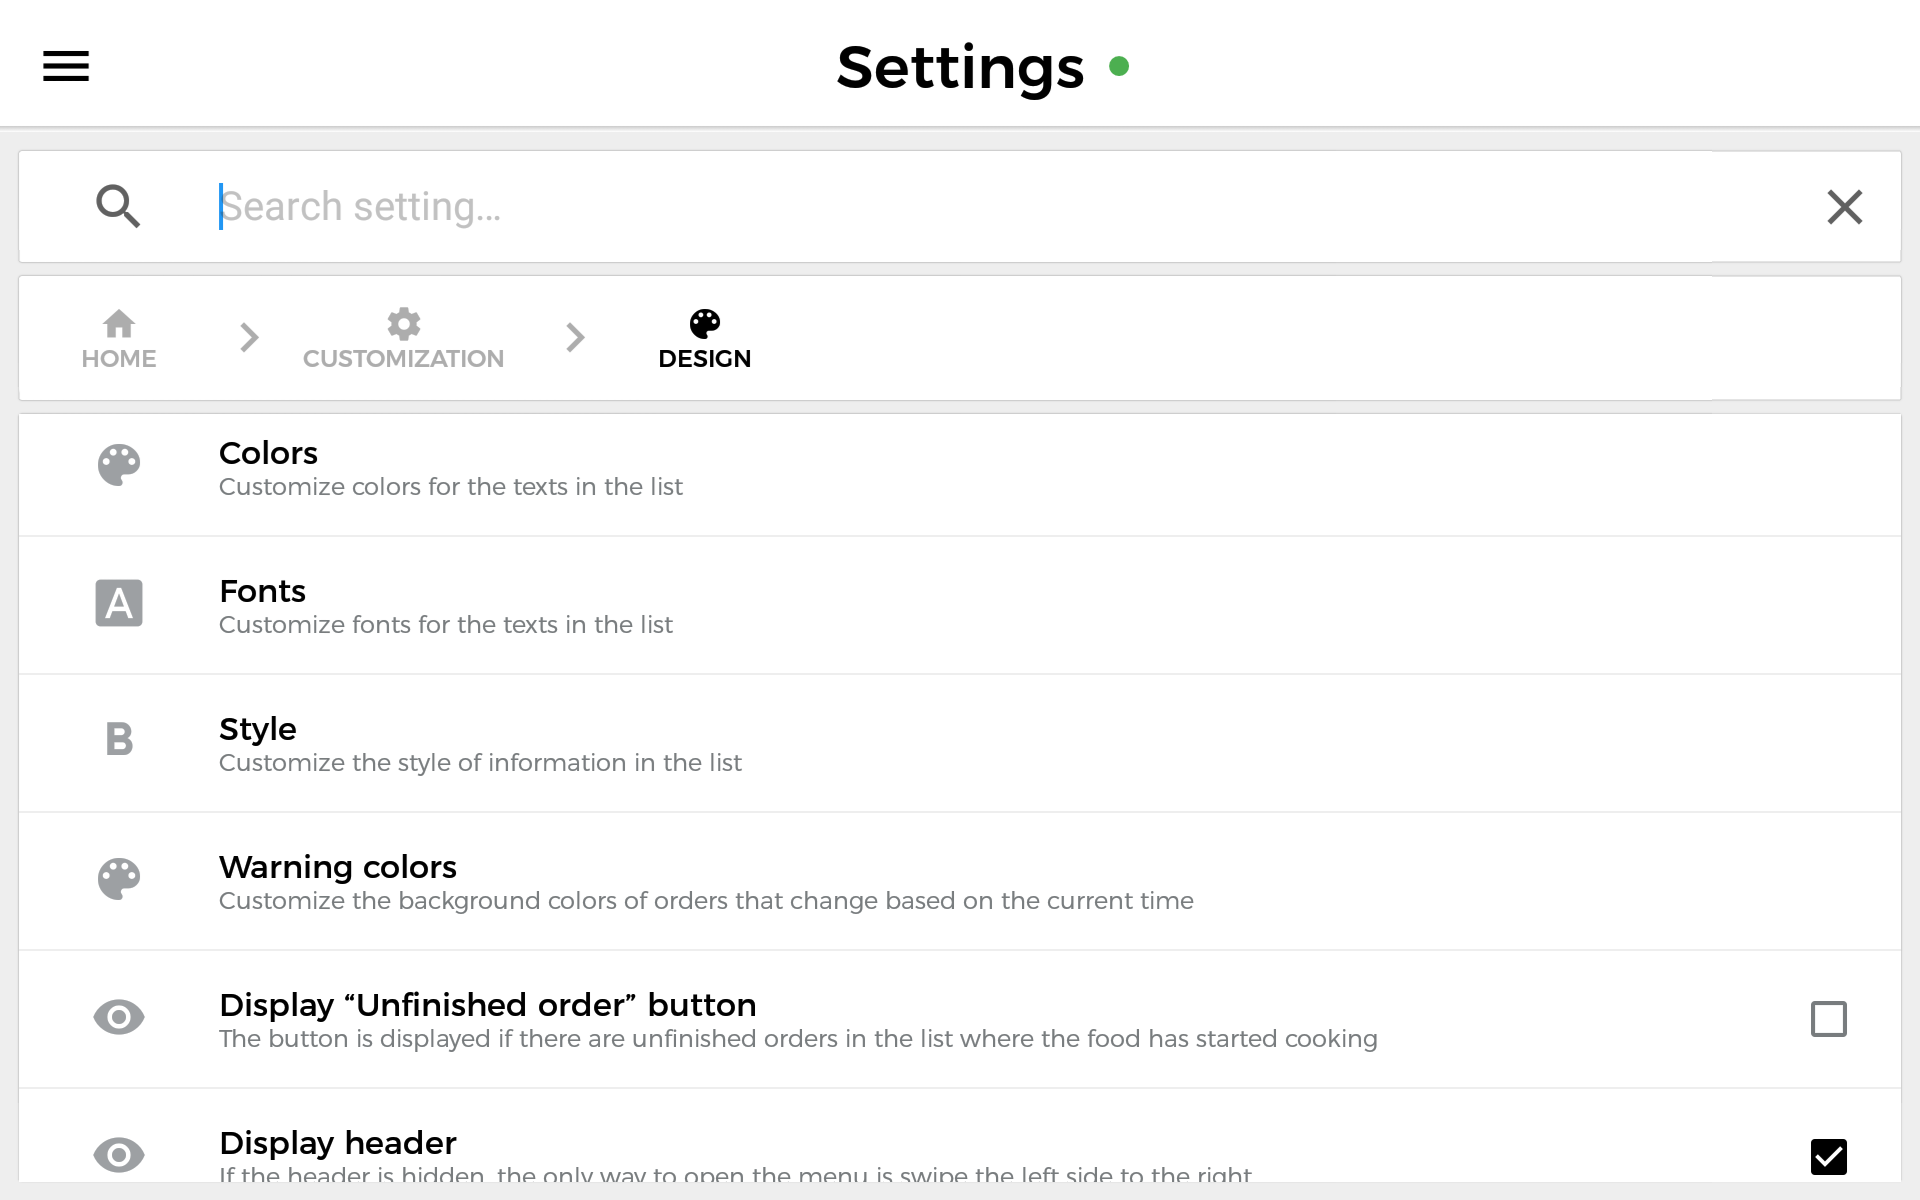 Settings
Search setting...
HOME
CUSTOMIZATION
DESIGN
Colors
Customize colors for the texts in the list
A
Fonts
Customize fonts for the texts in the list
B
Style
Customize the style of information in the list
Warning colors
Customize the background colors of orders that change based on the current time
Display “Unfinished order” button
The button is displayed if there are unfinished orders in the list where the food has started cooking
Display header
If the header is hidden, the only way to open the menu is swipe the left side to the right